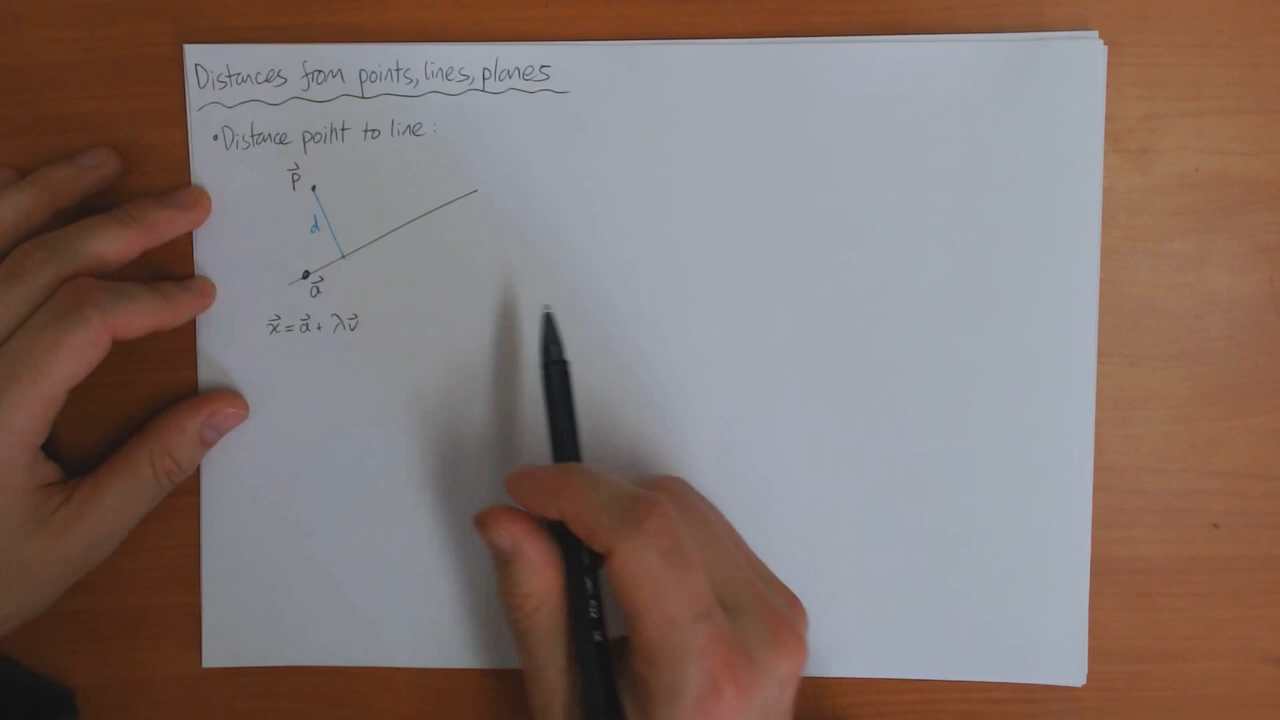 Distances from points, lines, planes
• Distance point to line:
p⃗
d
a⃗
x⃗ = a⃗ + λv⃗